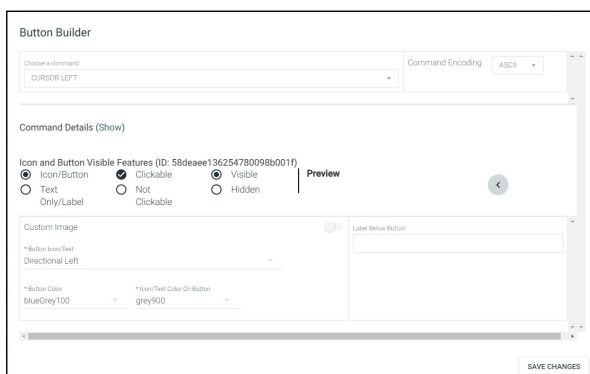 Button Builder
Choose a command
CURSOR LEFT
Command Encoding
ASCII
Command Details (Show)
Icon and Button Visible Features (ID: 58deaee136254780098b001f)
Icon/Button
Clickable
Visible
Preview
Text Only/Label
Not Clickable
Hidden
Custom Image
Label Below Button
* Button Icon/Text
Directional Left
* Button Color
* Icon/Text Color On Button
blueGrey100
grey900
SAVE CHANGES